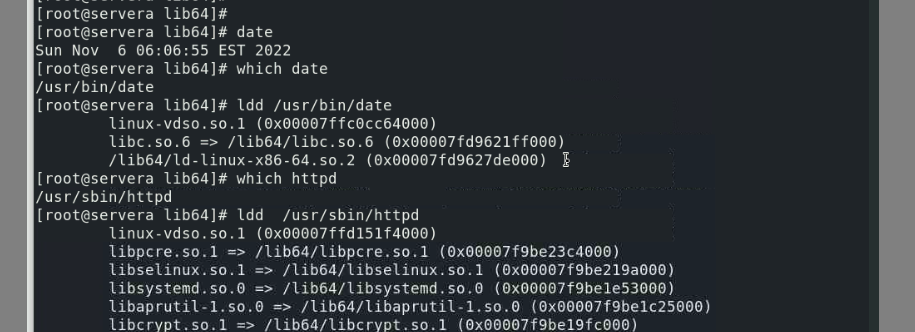 [root@servera lib64]#
[root@servera lib64]# date
Sun Nov  6 06:06:55 EST 2022
[root@servera lib64]# which date
/usr/bin/date
[root@servera lib64]# ldd /usr/bin/date
        linux-vdso.so.1 (0x00007ffc0cc64000)
        libc.so.6 => /lib64/libc.so.6 (0x00007fd9621ff000)
        /lib64/ld-linux-x86-64.so.2 (0x00007fd9627de000)
[root@servera lib64]# which httpd
/usr/sbin/httpd
[root@servera lib64]# ldd  /usr/sbin/httpd
        linux-vdso.so.1 (0x00007ffd151f4000)
        libpcre.so.1 => /lib64/libpcre.so.1 (0x00007f9be23c4000)
        libselinux.so.1 => /lib64/libselinux.so.1 (0x00007f9be219a000)
        libsystemd.so.0 => /lib64/libsystemd.so.0 (0x00007f9be1e53000)
        libaprutil-1.so.0 => /lib64/libaprutil-1.so.0 (0x00007f9be1c25000)
        libcrypt.so.1 => /lib64/libcrypt.so.1 (0x00007f9be19fc000)